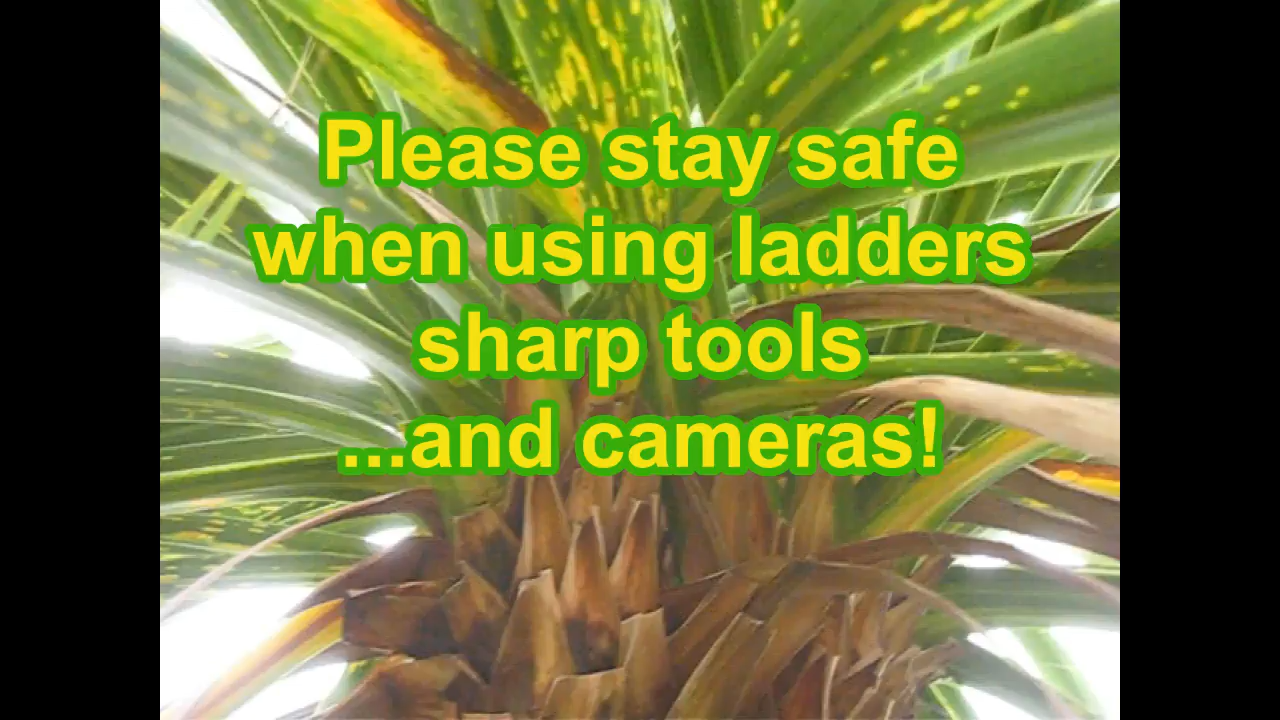 Please stay safe
when using ladders
sharp tools
...and cameras!